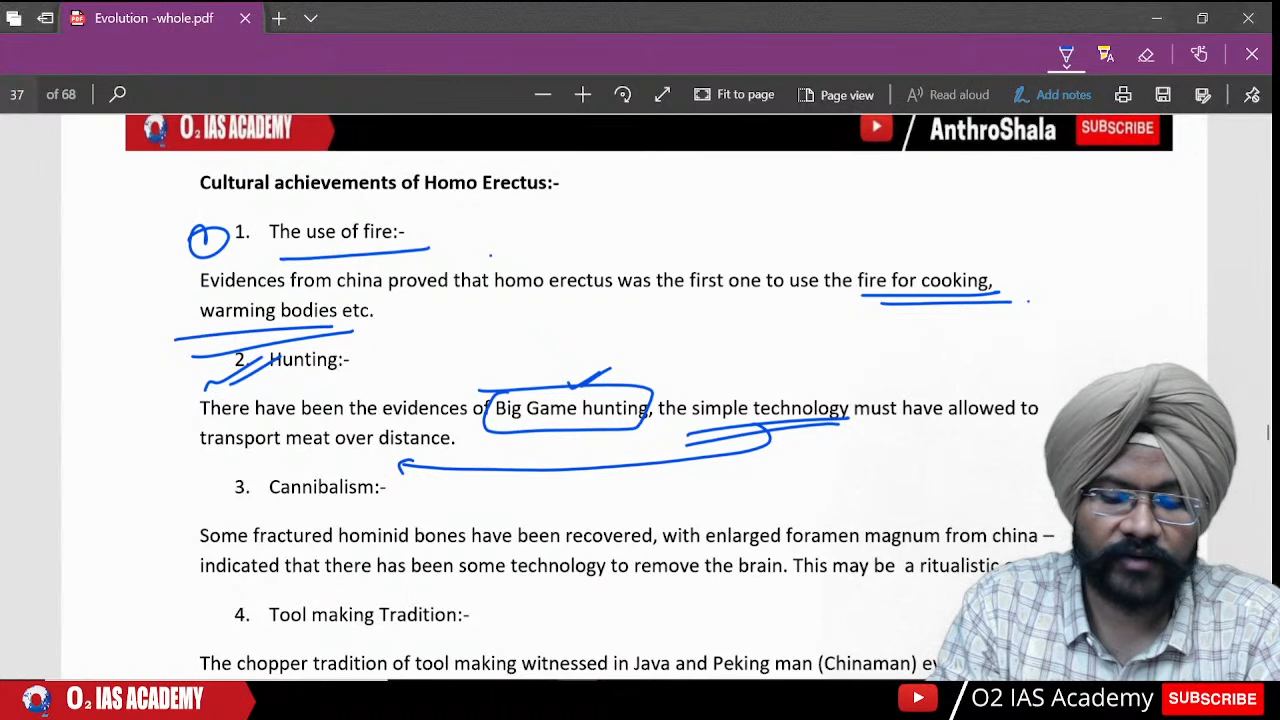 Evolution -whole.pdf
37 of 68
Fit to page
Page view
Read aloud
Add notes
O2 IAS ACADEMY
AnthroShala
SUBSCRIBE
Cultural achievements of Homo Erectus:-
1. The use of fire:-
Evidences from china proved that homo erectus was the first one to use the fire for cooking,
warming bodies etc.
2. Hunting:-
There have been the evidences of Big Game hunting, the simple technology must have allowed to
transport meat over distance.
3. Cannibalism:-
Some fractured hominid bones have been recovered, with enlarged foramen magnum from china –
indicated that there has been some technology to remove the brain. This may be a ritualistic
4. Tool making Tradition:-
The chopper tradition of tool making witnessed in Java and Peking man (Chinaman)
O2 IAS ACADEMY
O2 IAS Academy
SUBSCRIBE